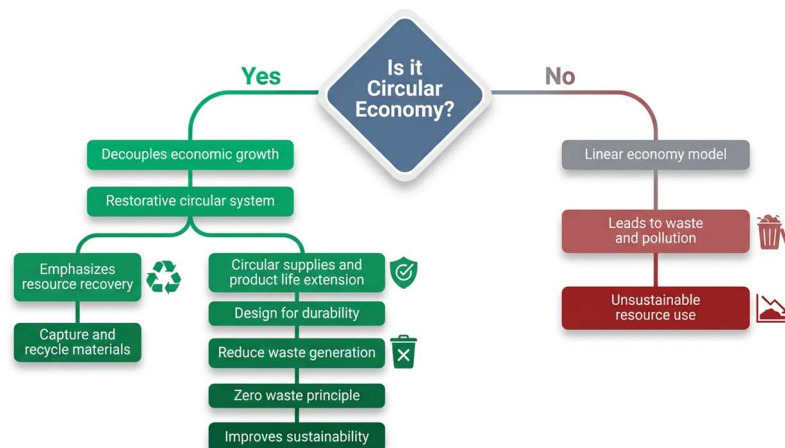 Is it
Circular
Economy?
Yes
No
Decouples economic growth
Restorative circular system
Emphasizes
resource recovery
Capture and
recycle materials
Circular supplies and
product life extension
Design for durability
Reduce waste generation
Zero waste principle
Improves sustainability
Linear economy model
Leads to waste
and pollution
Unsustainable
resource use